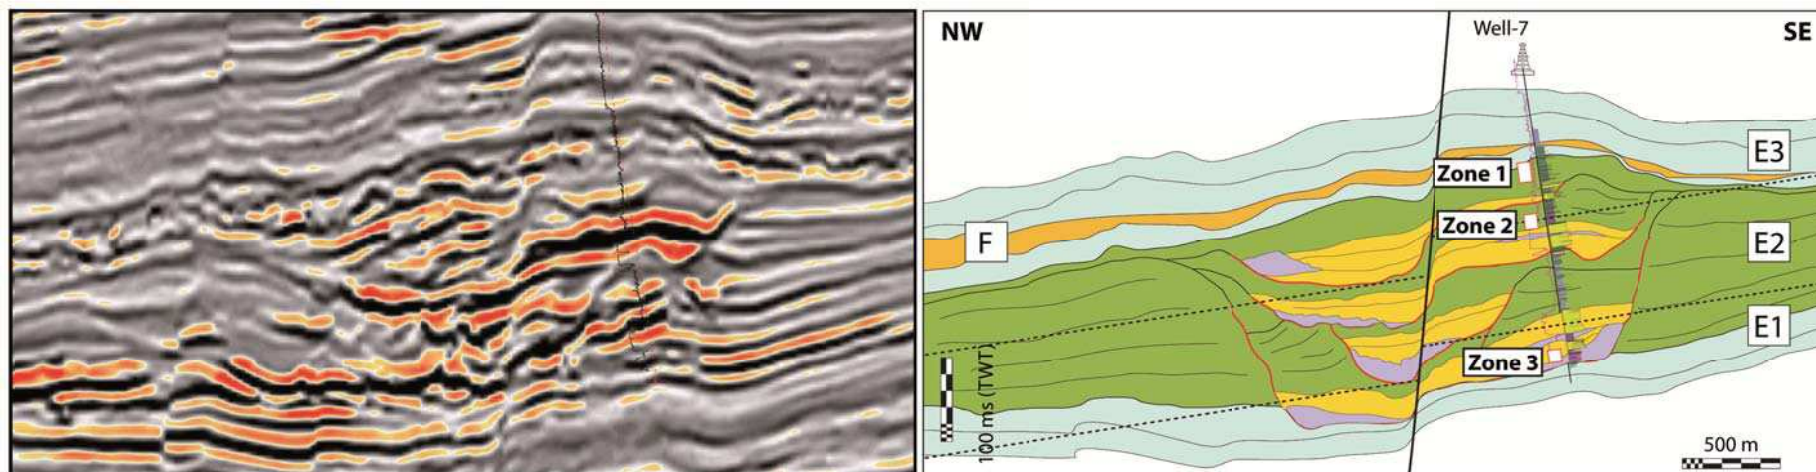 NW
Well-7
SE
E3
Zone 1
Zone 2
F
E2
E1
Zone 3
100 ms (TWT)
500 m